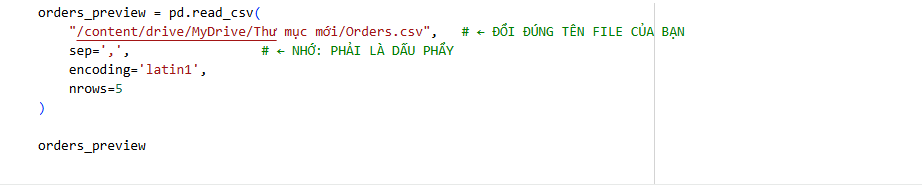 orders_preview = pd.read_csv(
    "/content/drive/MyDrive/Thư mục mới/Orders.csv",   # ← ĐỔI ĐÚNG TÊN FILE CỦA BẠN
    sep=',',                 # ← NHỚ: PHẢI LÀ DẤU PHẨY
    encoding='latin1',
    nrows=5
)
orders_preview